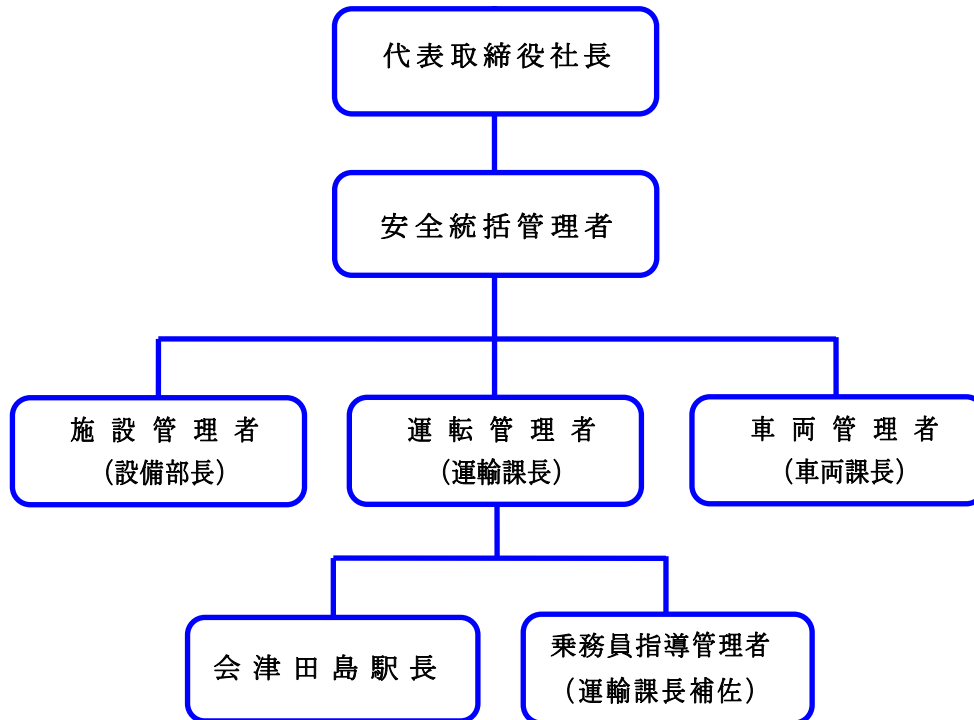 代表取締役社長
安全統括管理者
施設管理者
(設備部長)
運転管理者
(運輸課長)
車両管理者
(車両課長)
会津田島駅長
乗務員指導管理者
(運輸課長補佐)